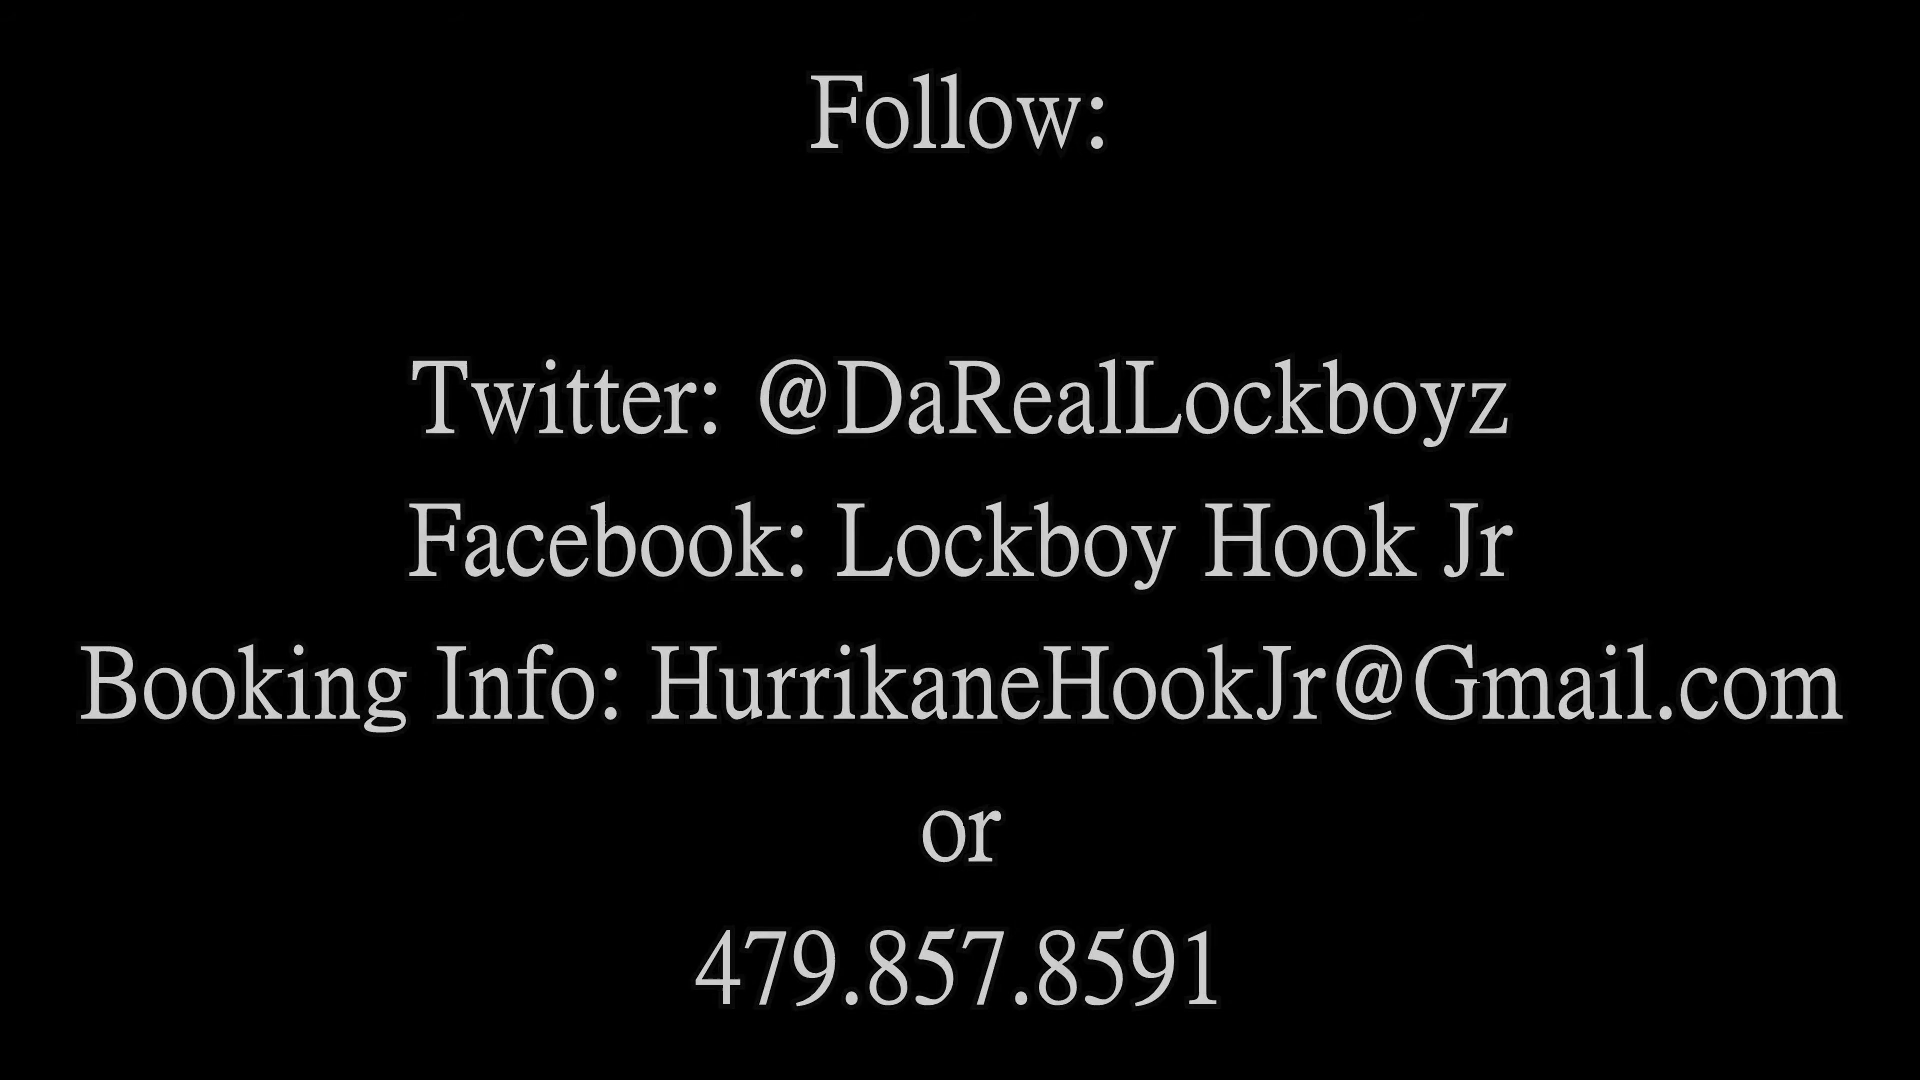 Follow:
Twitter: @DaRealLockboyz
Facebook: Lockboy Hook Jr
Booking Info: HurrikaneHookJr@Gmail.com
or
479.857.8591